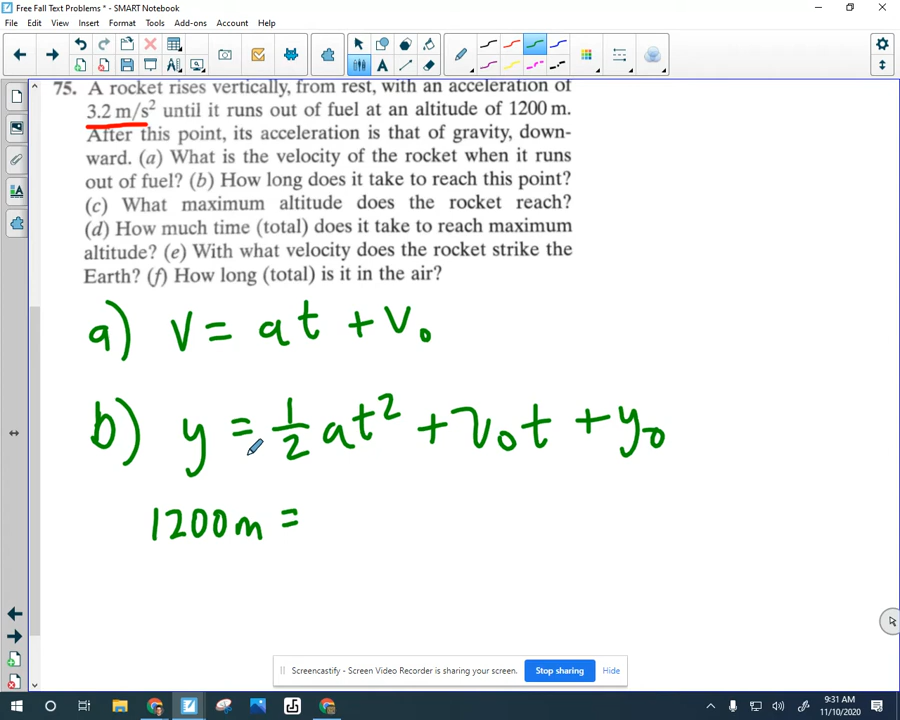 Free Fall Text Problems * - SMART Notebook
File Edit View Insert Format Tools Add-ons Account Help
75. A rocket rises vertically, from rest, with an acceleration of
3.2 m/s² until it runs out of fuel at an altitude of 1200 m.
After this point, its acceleration is that of gravity, down-
ward. (a) What is the velocity of the rocket when it runs
out of fuel? (b) How long does it take to reach this point?
(c) What maximum altitude does the rocket reach?
(d) How much time (total) does it take to reach maximum
altitude? (e) With what velocity does the rocket strike the
Earth? (f) How long (total) is it in the air?
a) v = at + v₀
b) y = 1/2 at² + v₀t + y₀
1200m =
Screencastify - Screen Video Recorder is sharing your screen. Stop sharing Hide
9:31 AM
11/10/2020